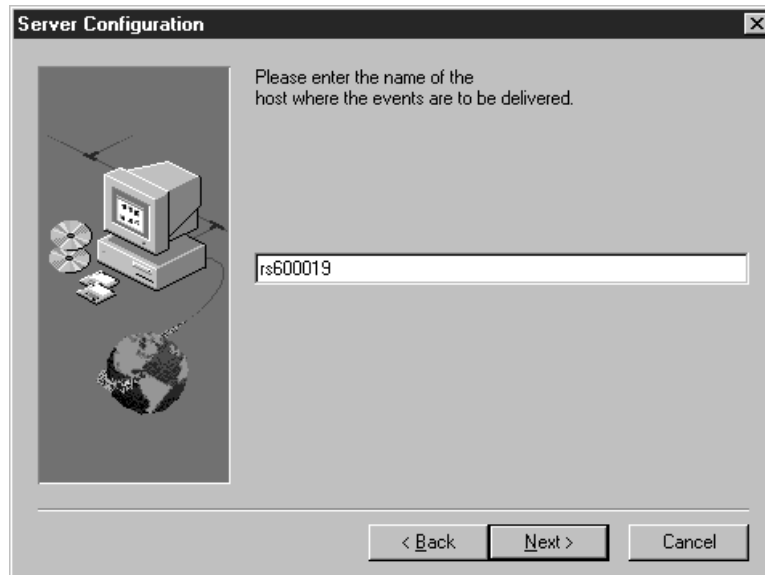 Server Configuration
Please enter the name of the
host where the events are to be delivered.
rs600019
< Back
Next >
Cancel